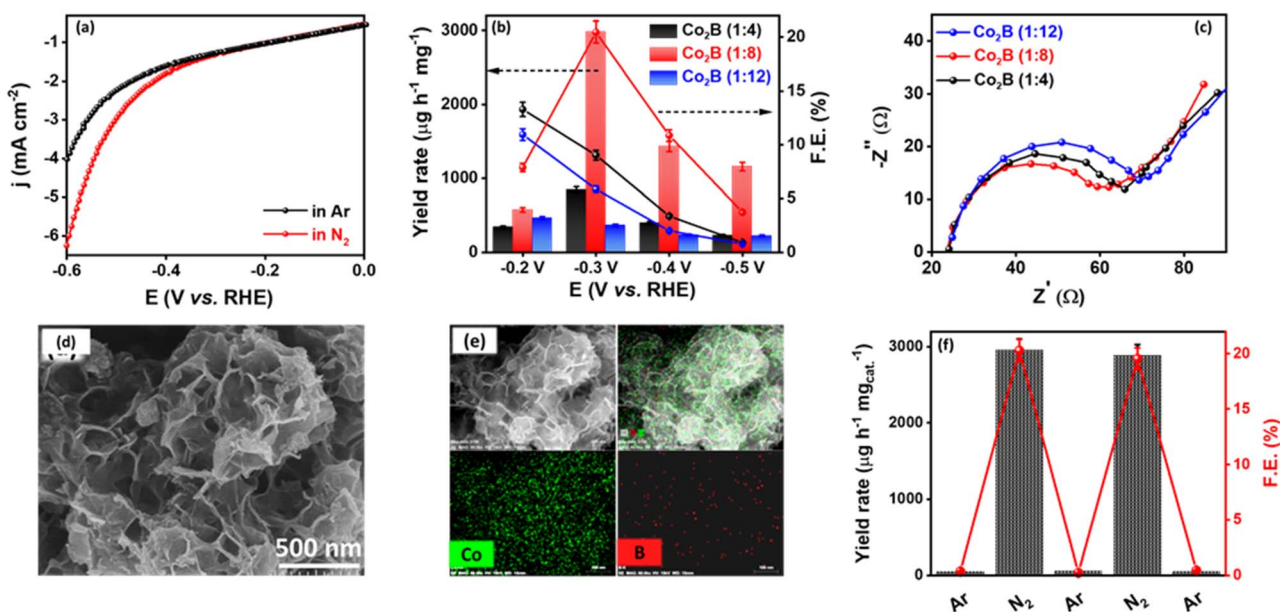 (a)
j (mA cm⁻²)
-1
-2
-3
-4
-5
-6
in Ar
in N₂
-0.6
-0.4
-0.2
0.0
E (V vs. RHE)
(b)
Yield rate (µg h⁻¹ mg⁻¹)
3000
2000
1000
0
Co₂B (1:4)
Co₂B (1:8)
Co₂B (1:12)
20
15
10
5
0
F.E. (%)
-0.2 V
-0.3 V
-0.4 V
-0.5 V
E (V vs. RHE)
(c)
-Z'' (Ω)
40
30
20
10
0
Co₂B (1:12)
Co₂B (1:8)
Co₂B (1:4)
20
40
60
80
Z' (Ω)
(d)
500 nm
(e)
Co
B
(f)
Yield rate (µg h⁻¹ mg_cat.⁻¹)
3000
2000
1000
0
20
15
10
5
0
F.E. (%)
Ar
N₂
Ar
N₂
Ar